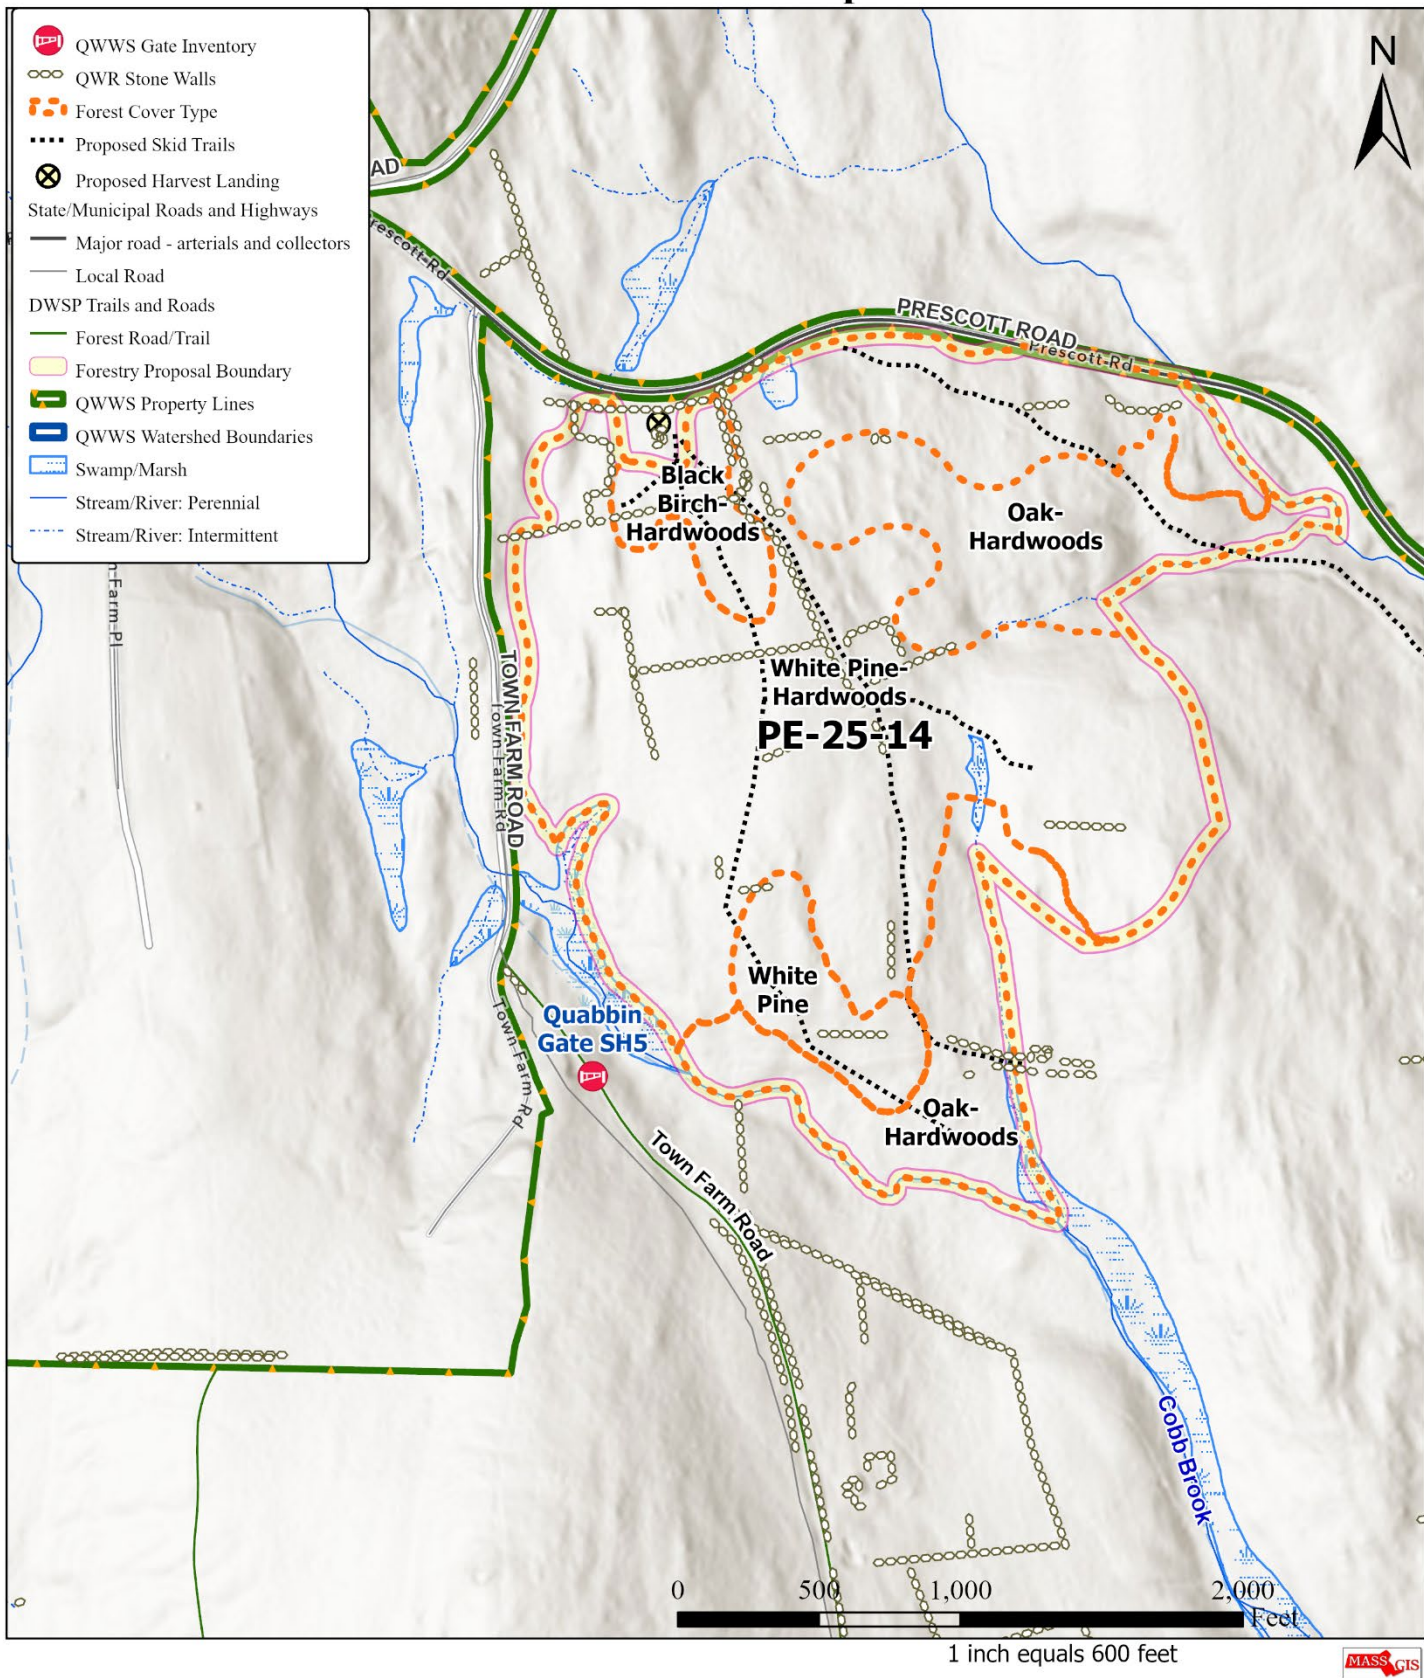 QWWS Gate Inventory
QWR Stone Walls
Forest Cover Type
Proposed Skid Trails
Proposed Harvest Landing
State/Municipal Roads and Highways
Major road - arterials and collectors
Local Road
DWSP Trails and Roads
Forest Road/Trail
Forestry Proposal Boundary
QWWS Property Lines
QWWS Watershed Boundaries
Swamp/Marsh
Stream/River: Perennial
Stream/River: Intermittent
N
AD
Prescott-Rd
PRESCOTT ROAD
Prescott-Rd
Black
Birch-
Hardwoods
Oak-
Hardwoods
n-Farm-Pl
TOWN FARM ROAD
Town-Farm-Rd
White Pine-
Hardwoods
PE-25-14
White
Pine
Quabbin
Gate SH5
Town-Farm-Rd
Oak-
Hardwoods
Town Farm Road
Cobb Brook
0 500 1,000 2,000
Feet
1 inch equals 600 feet
MASS GIS